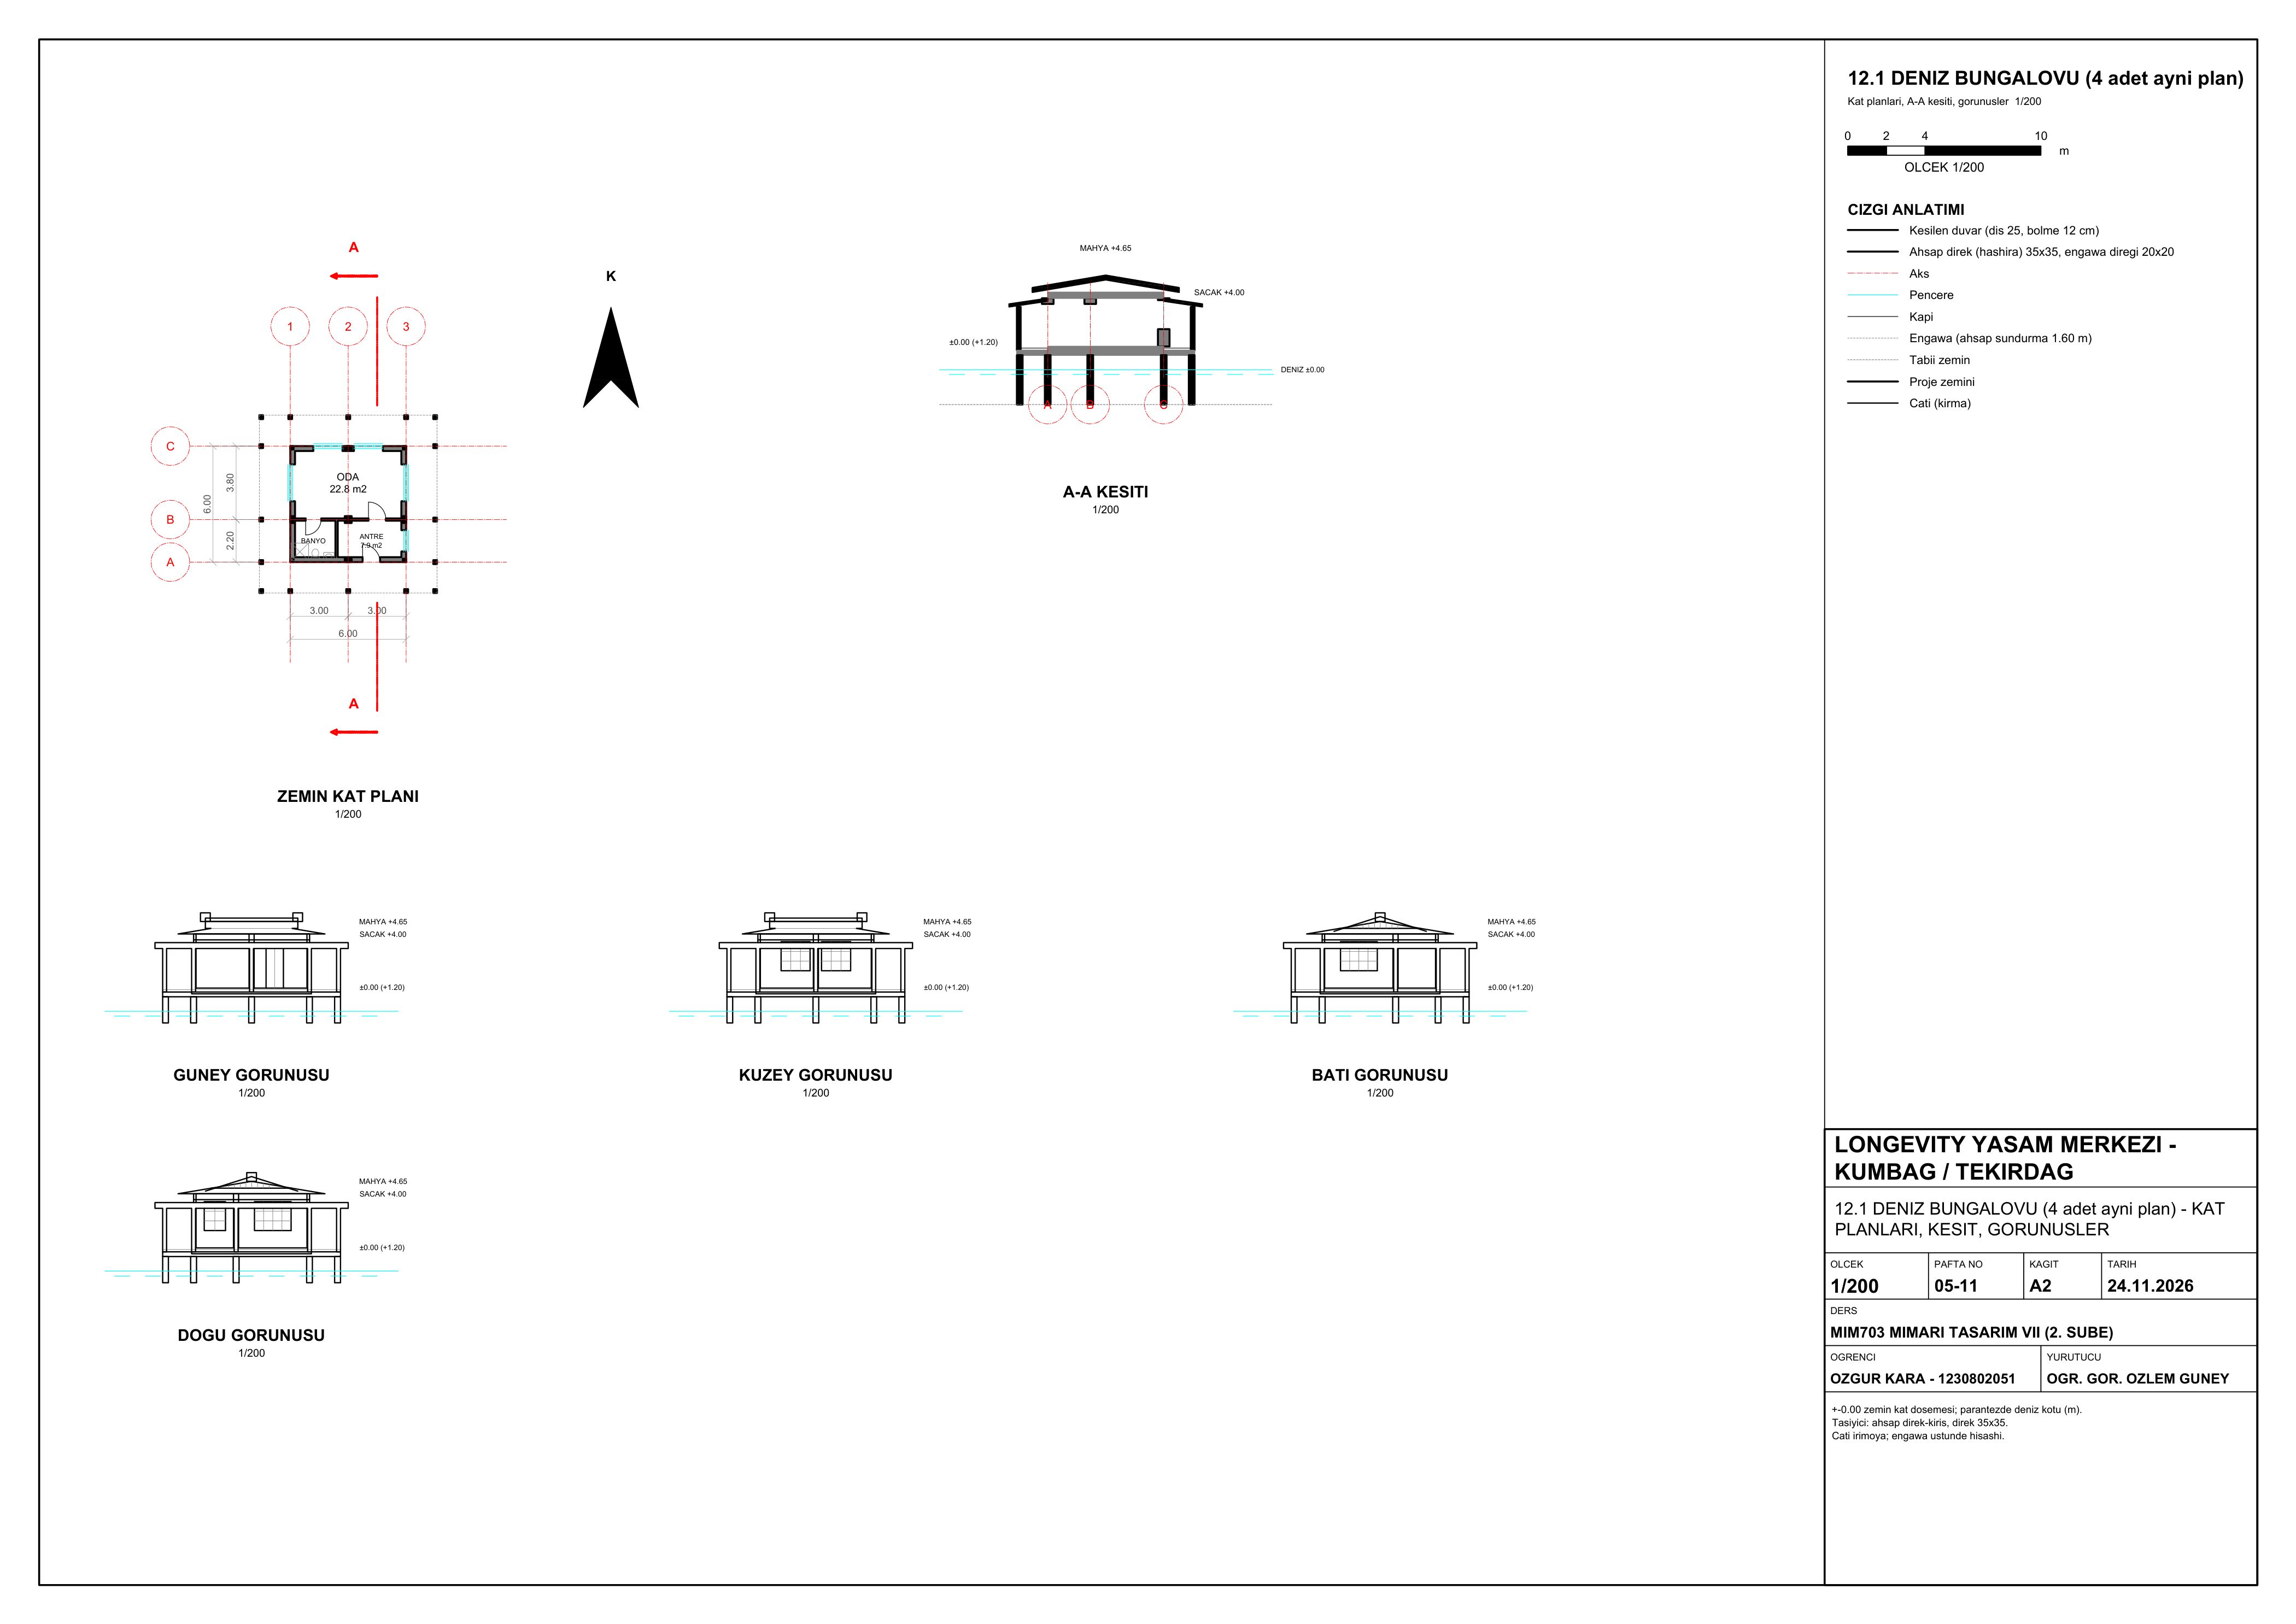 12.1 DENIZ BUNGALOVU (4 adet ayni plan)
Kat planlari, A-A kesiti, gorunusler 1/200
0 2 4 10
m
OLCEK 1/200
CIZGI ANLATIMI
Kesilen duvar (dis 25, bolme 12 cm)
Ahsap direk (hashira) 35x35, engawa diregi 20x20
Aks
Pencere
Kapi
Engawa (ahsap sundurma 1.60 m)
Tabii zemin
Proje zemini
Cati (kirma)
A
K
1 2 3
C
B
A
3.80
6.00
2.20
ODA
22.8 m2
BANYO
ANTRE
7.9 m2
3.00 3.00
6.00
A
ZEMIN KAT PLANI
1/200
MAHYA +4.65
SACAK +4.00
±0.00 (+1.20)
DENIZ ±0.00
A B C
A-A KESITI
1/200
MAHYA +4.65
SACAK +4.00
±0.00 (+1.20)
GUNEY GORUNUSU
1/200
MAHYA +4.65
SACAK +4.00
±0.00 (+1.20)
KUZEY GORUNUSU
1/200
MAHYA +4.65
SACAK +4.00
±0.00 (+1.20)
BATI GORUNUSU
1/200
MAHYA +4.65
SACAK +4.00
±0.00 (+1.20)
DOGU GORUNUSU
1/200
LONGEVITY YASAM MERKEZI -
KUMBAG / TEKIRDAG
12.1 DENIZ BUNGALOVU (4 adet ayni plan) - KAT
PLANLARI, KESIT, GORUNUSLER
OLCEK PAFTA NO KAGIT TARIH
1/200 05-11 A2 24.11.2026
DERS
MIM703 MIMARI TASARIM VII (2. SUBE)
OGRENCI YURUTUCU
OZGUR KARA - 1230802051 OGR. GOR. OZLEM GUNEY
+-0.00 zemin kat dosemesi; parantezde deniz kotu (m).
Tasiyici: ahsap direk-kiris, direk 35x35.
Cati irimoya; engawa ustunde hisashi.